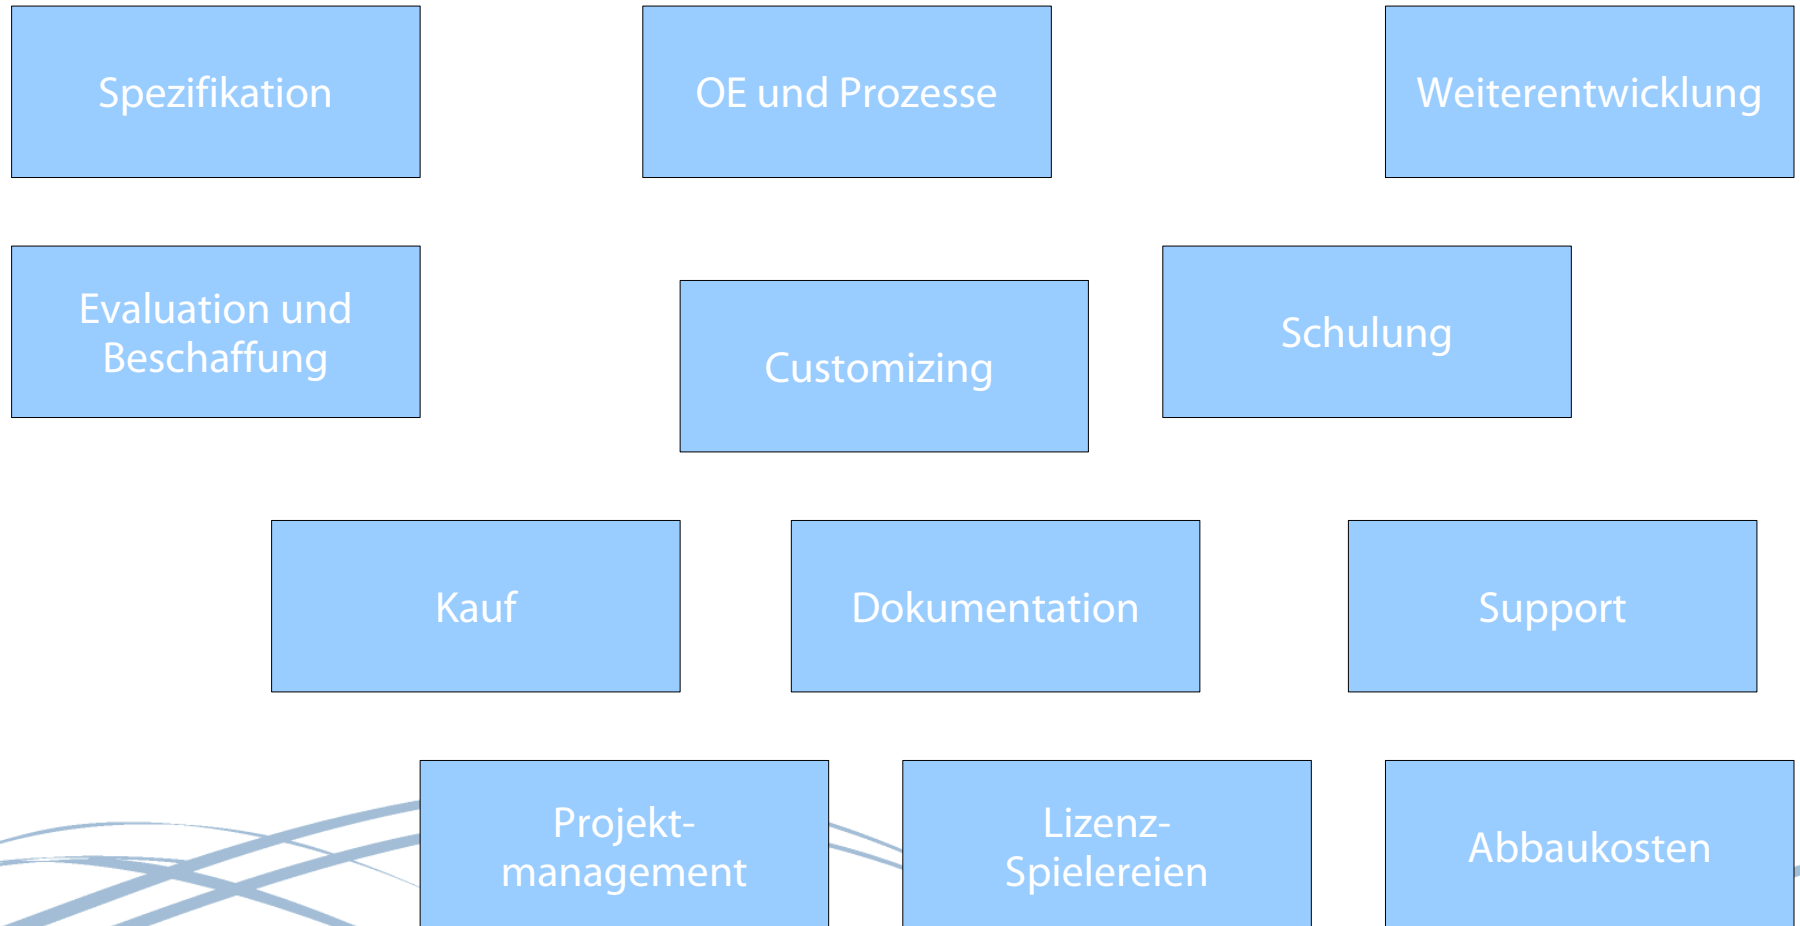 Spezifikation
OE und Prozesse
Weiterentwicklung
Evaluation und
Beschaffung
Customizing
Schulung
Kauf
Dokumentation
Support
Projekt-
management
Lizenz-
Spielereien
Abbaukosten